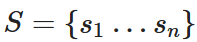 S = {s₁ … sₙ}